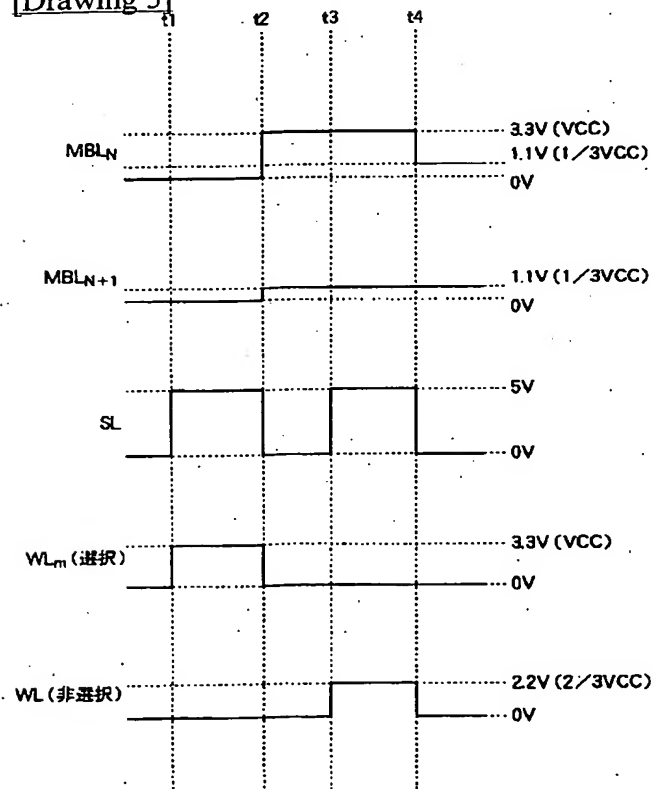 [Drawing 5]
t1 t2 t3 t4
MBLN
3.3V (VCC)
1.1V (1/3VCC)
0V
MBLN+1
1.1V (1/3VCC)
0V
SL
5V
0V
WLm (選択)
3.3V (VCC)
0V
WL (非選択)
2.2V (2/3VCC)
0V